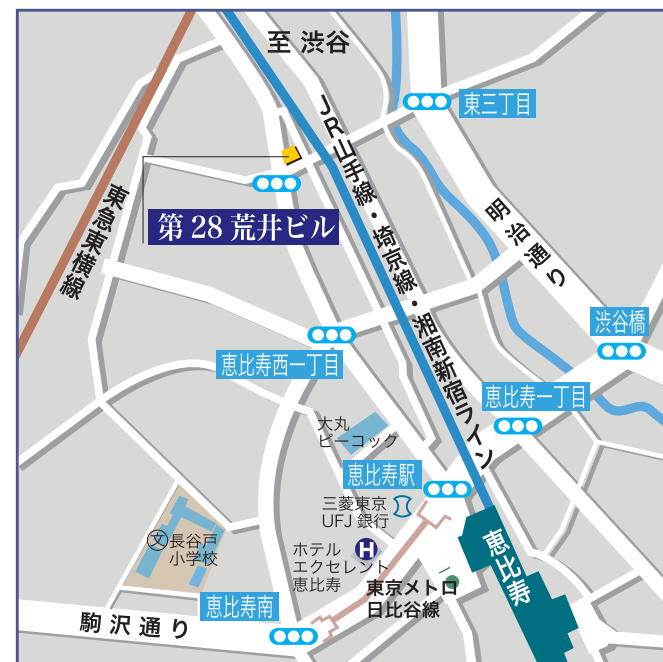 至 渋谷
東三丁目
JR山手線・埼京線・湘南新宿ライン
東急東横線
第 28 荒井ビル
明治通り
渋谷橋
恵比寿西一丁目
恵比寿一丁目
大丸
ピーコック
恵比寿駅
三菱東京
UFJ 銀行
文
長谷戸
小学校
H
ホテル
エクセレント
恵比寿
恵比寿
東京メトロ
日比谷線
恵比寿南
駒沢通り